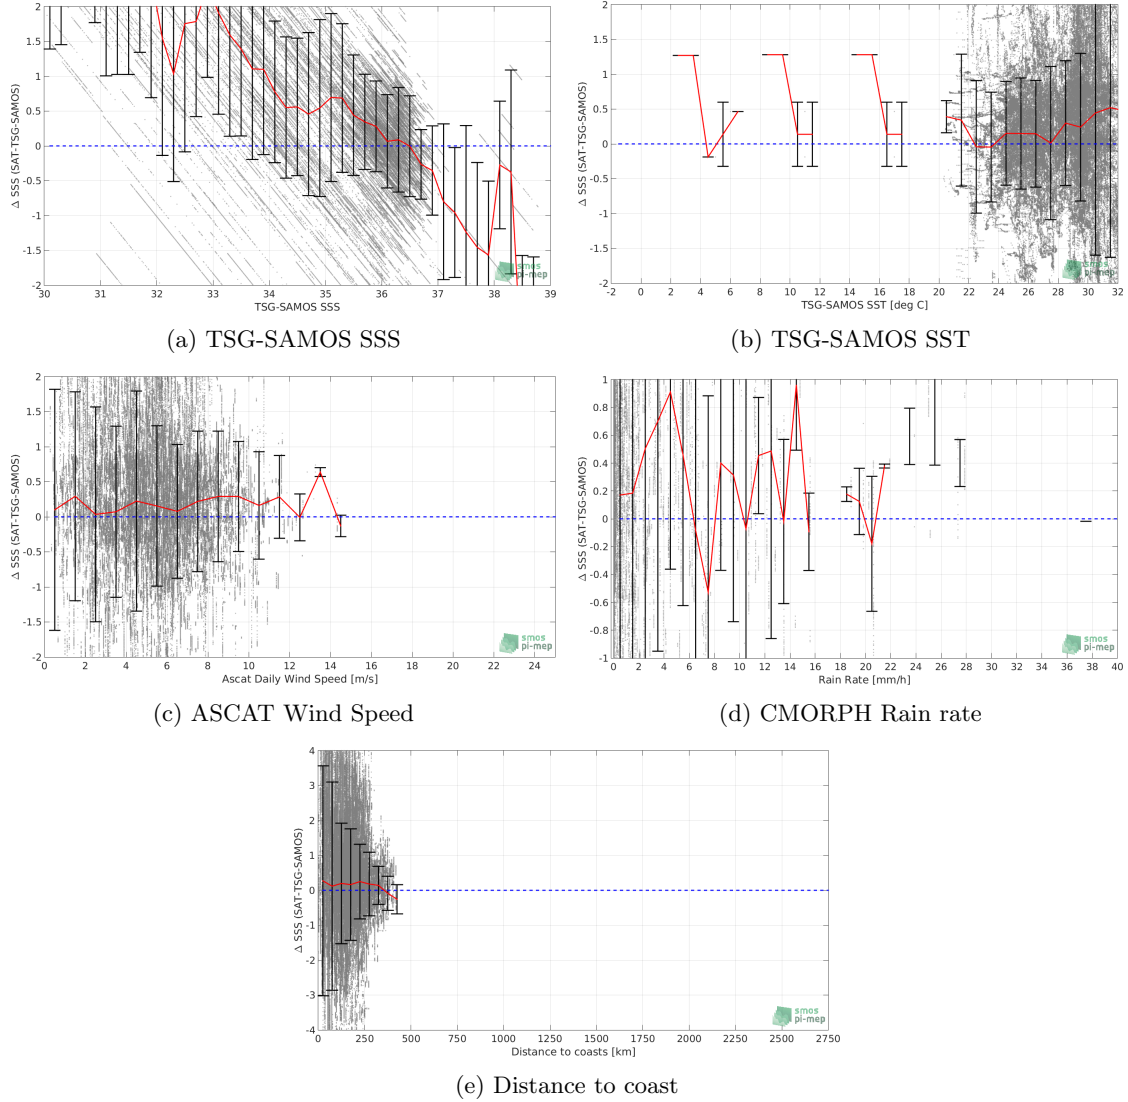 2
1.5
1
0.5
0
-0.5
-1
-1.5
-2
Δ SSS (SAT-TSG-SAMOS)
30 31 32 33 34 35 36 37 38 39
TSG-SAMOS SSS
smos
pi-mep
(a) TSG-SAMOS SSS
2
1.5
1
0.5
0
-0.5
-1
-1.5
-2
Δ SSS (SAT-TSG-SAMOS)
-2 0 2 4 6 8 10 12 14 16 18 20 22 24 26 28 30 32
TSG-SAMOS SST [deg C]
smos
pi-mep
(b) TSG-SAMOS SST
2
1.5
1
0.5
0
-0.5
-1
-1.5
-2
Δ SSS (SAT-TSG-SAMOS)
0 2 4 6 8 10 12 14 16 18 20 22 24
Ascat Daily Wind Speed [m/s]
smos
pi-mep
(c) ASCAT Wind Speed
1
0.8
0.6
0.4
0.2
0
-0.2
-0.4
-0.6
-0.8
-1
Δ SSS (SAT-TSG-SAMOS)
0 2 4 6 8 10 12 14 16 18 20 22 24 26 28 30 32 34 36 38 40
Rain Rate [mm/h]
smos
pi-mep
(d) CMORPH Rain rate
4
3
2
1
0
-1
-2
-3
-4
Δ SSS (SAT-TSG-SAMOS)
0 250 500 750 1000 1250 1500 1750 2000 2250 2500 2750
Distance to coasts [km]
smos
pi-mep
(e) Distance to coast